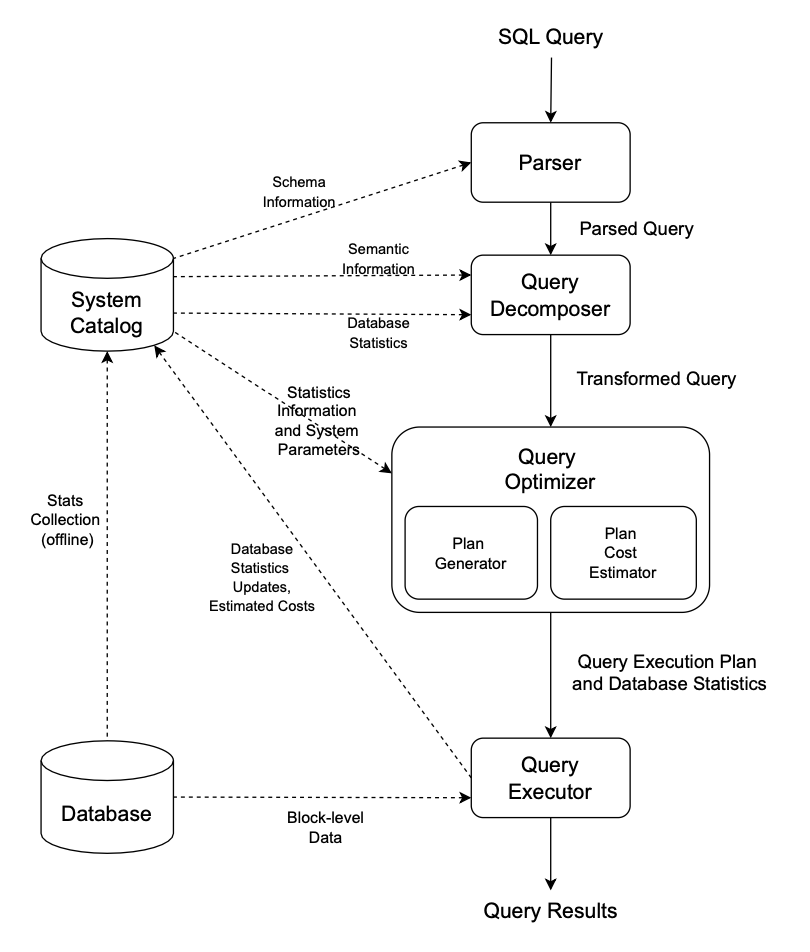 SQL Query
Parser
Schema
Information
Parsed Query
Semantic
Information
Query
Decomposer
System
Catalog
Database
Statistics
Transformed Query
Statistics
Information
and System
Parameters
Query
Optimizer
Plan
Generator
Plan
Cost
Estimator
Stats
Collection
(offline)
Database
Statistics
Updates,
Estimated Costs
Query Execution Plan
and Database Statistics
Query
Executor
Database
Block-level
Data
Query Results